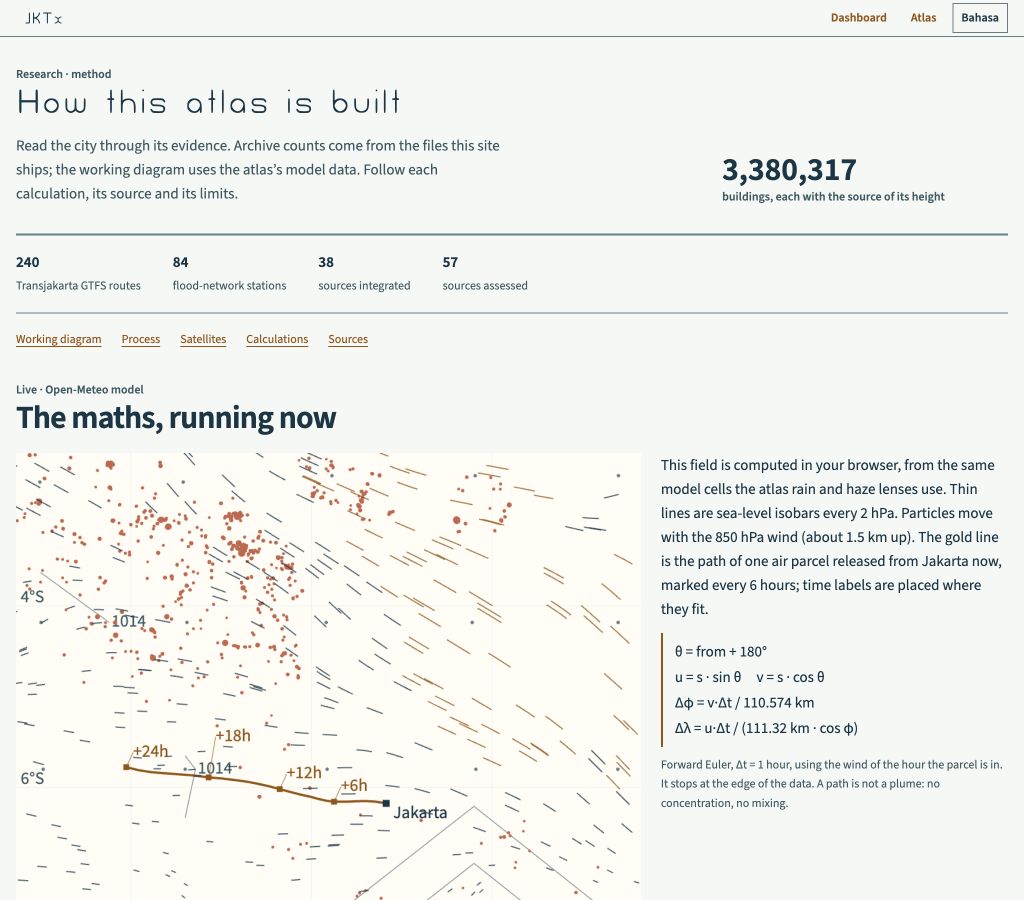 JKTx
Dashboard Atlas Bahasa
Research · method
How this atlas is built
Read the city through its evidence. Archive counts come from the files this site
ships; the working diagram uses the atlas’s model data. Follow each
calculation, its source and its limits.
3,380,317
buildings, each with the source of its height
240
Transjakarta GTFS routes
84
flood-network stations
38
sources integrated
57
sources assessed
Working diagram Process Satellites Calculations Sources
Live · Open-Meteo model
The maths, running now
4°S
1014
+18h
+24h
1014
6°S
+12h
+6h
Jakarta
This field is computed in your browser, from the same
model cells the atlas rain and haze lenses use. Thin
lines are sea-level isobars every 2 hPa. Particles move
with the 850 hPa wind (about 1.5 km up). The gold line
is the path of one air parcel released from Jakarta now,
marked every 6 hours; time labels are placed where
they fit.
θ = from + 180°
u = s · sin θ v = s · cos θ
Δφ = v·Δt / 110.574 km
Δλ = u·Δt / (111.32 km · cos φ)
Forward Euler, Δt = 1 hour, using the wind of the hour the parcel is in.
It stops at the edge of the data. A path is not a plume: no
concentration, no mixing.